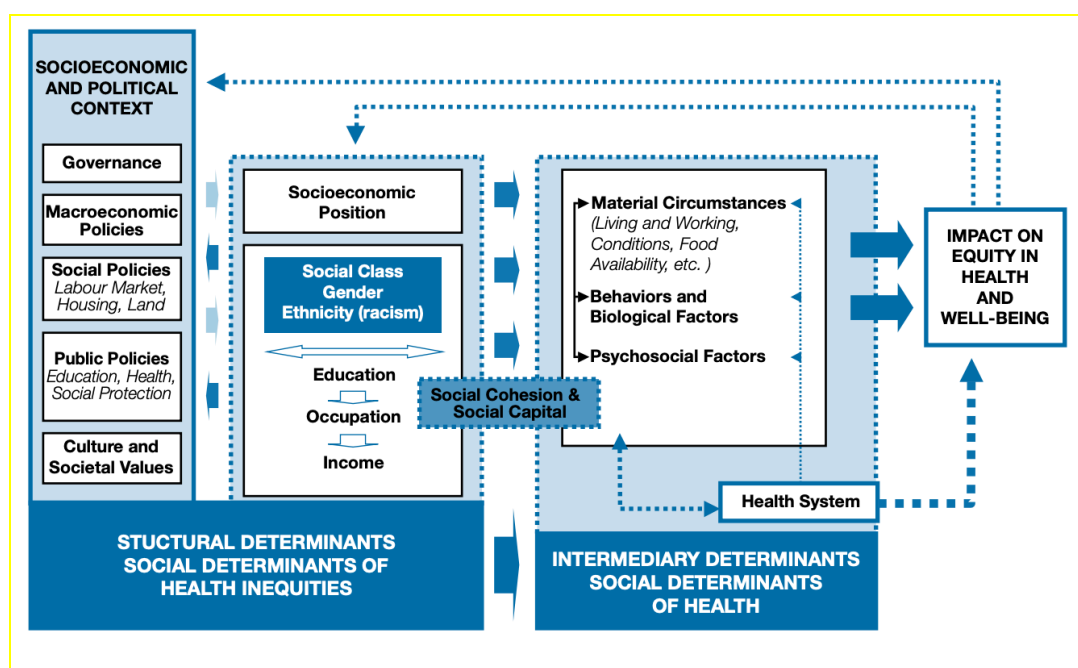 SOCIOECONOMIC
AND POLITICAL
CONTEXT
Governance
Macroeconomic
Policies
Social Policies
Labour Market,
Housing, Land
Public Policies
Education, Health,
Social Protection
Culture and
Societal Values
Socioeconomic
Position
Social Class
Gender
Ethnicity (racism)
Education
Occupation
Income
Social Cohesion &
Social Capital
Material Circumstances
(Living and Working,
Conditions, Food
Availability, etc. )
Behaviors and
Biological Factors
Psychosocial Factors
Health System
IMPACT ON
EQUITY IN
HEALTH
AND
WELL-BEING
STUCTURAL DETERMINANTS
SOCIAL DETERMINANTS OF
HEALTH INEQUITIES
INTERMEDIARY DETERMINANTS
SOCIAL DETERMINANTS
OF HEALTH